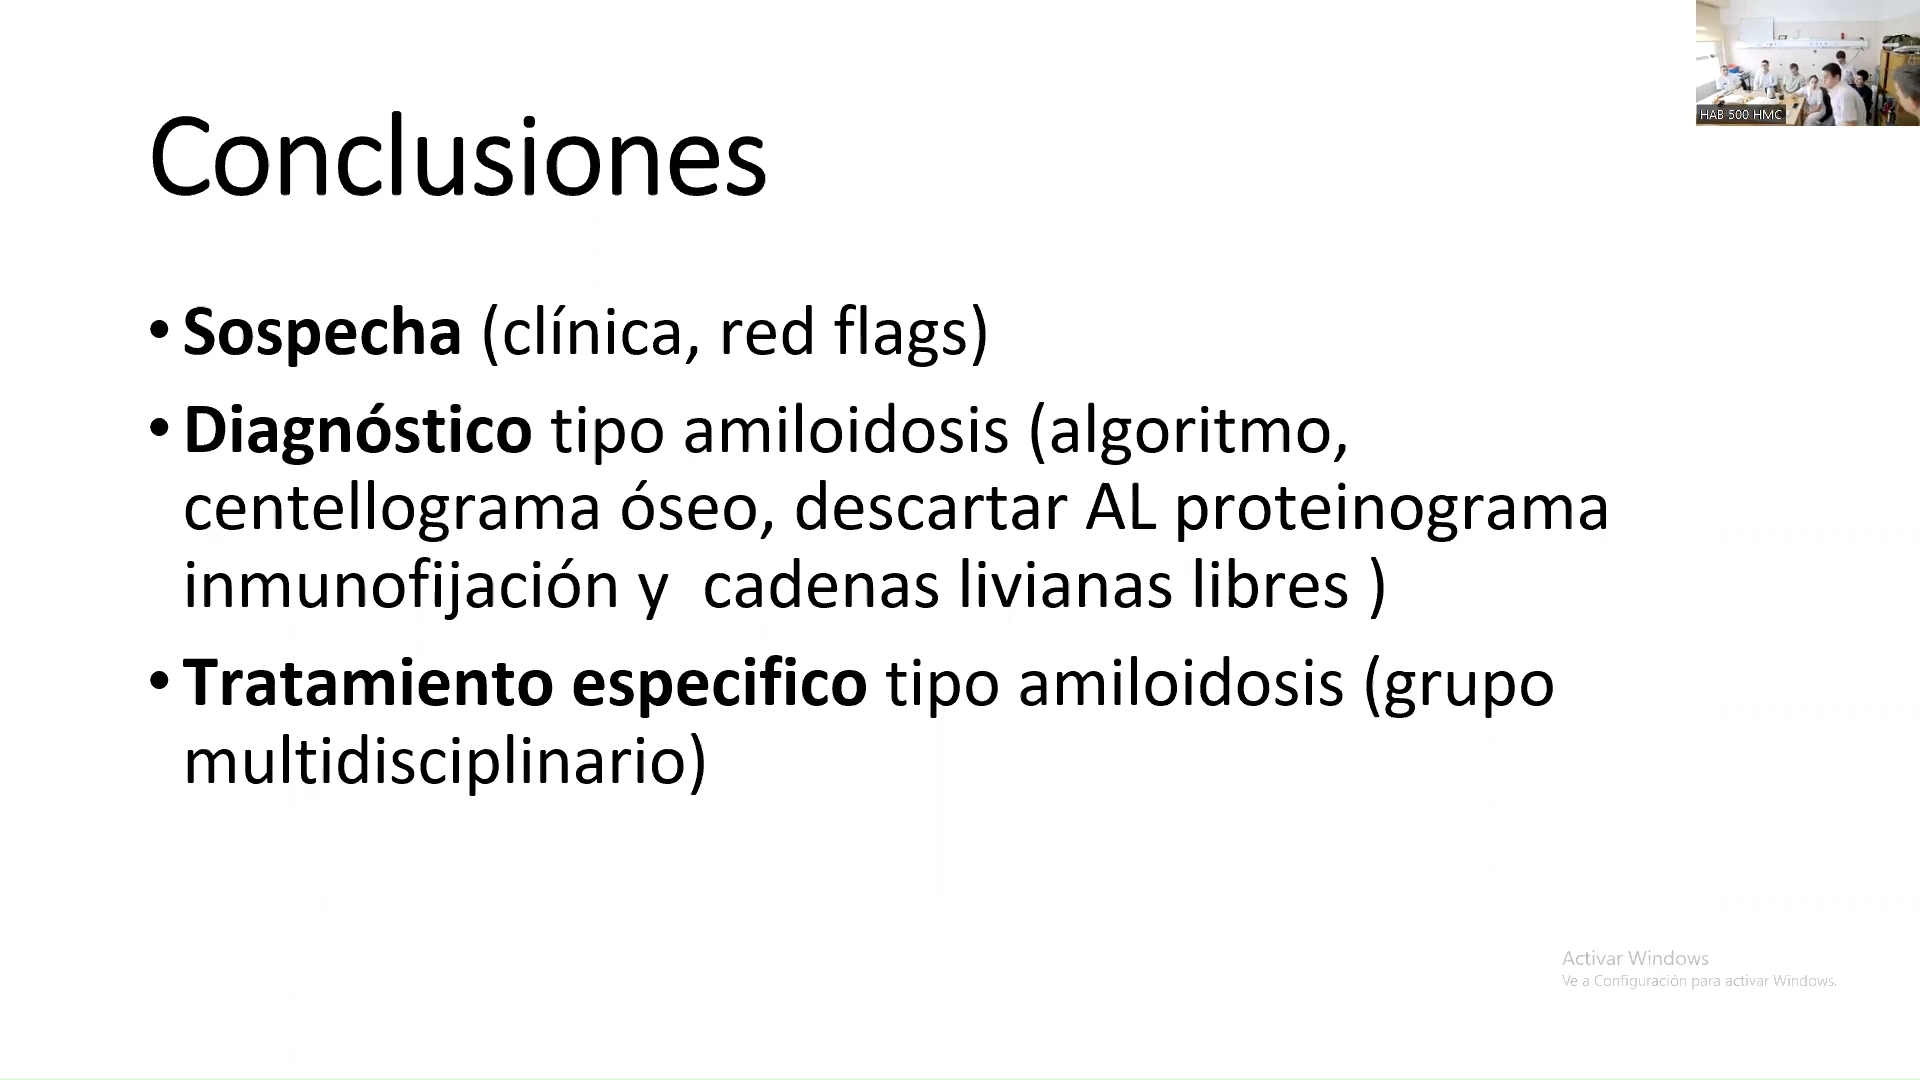 HAB 500 HMC
Conclusiones
• Sospecha (clínica, red flags)
• Diagnóstico tipo amiloidosis (algoritmo,
centellograma óseo, descartar AL proteinograma
inmunofijación y  cadenas livianas libres )
• Tratamiento especifico tipo amiloidosis (grupo
multidisciplinario)
Activar Windows
Ve a Configuración para activar Windows.